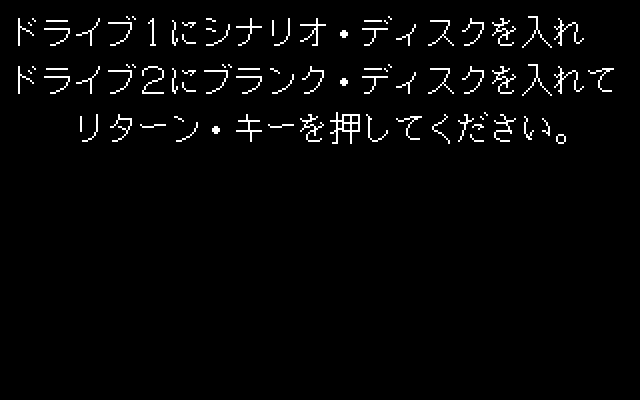 ドライブ１にシナリオ・ディスクを入れ
ドライブ２にブランク・ディスクを入れて
リターン・キーを押してください。